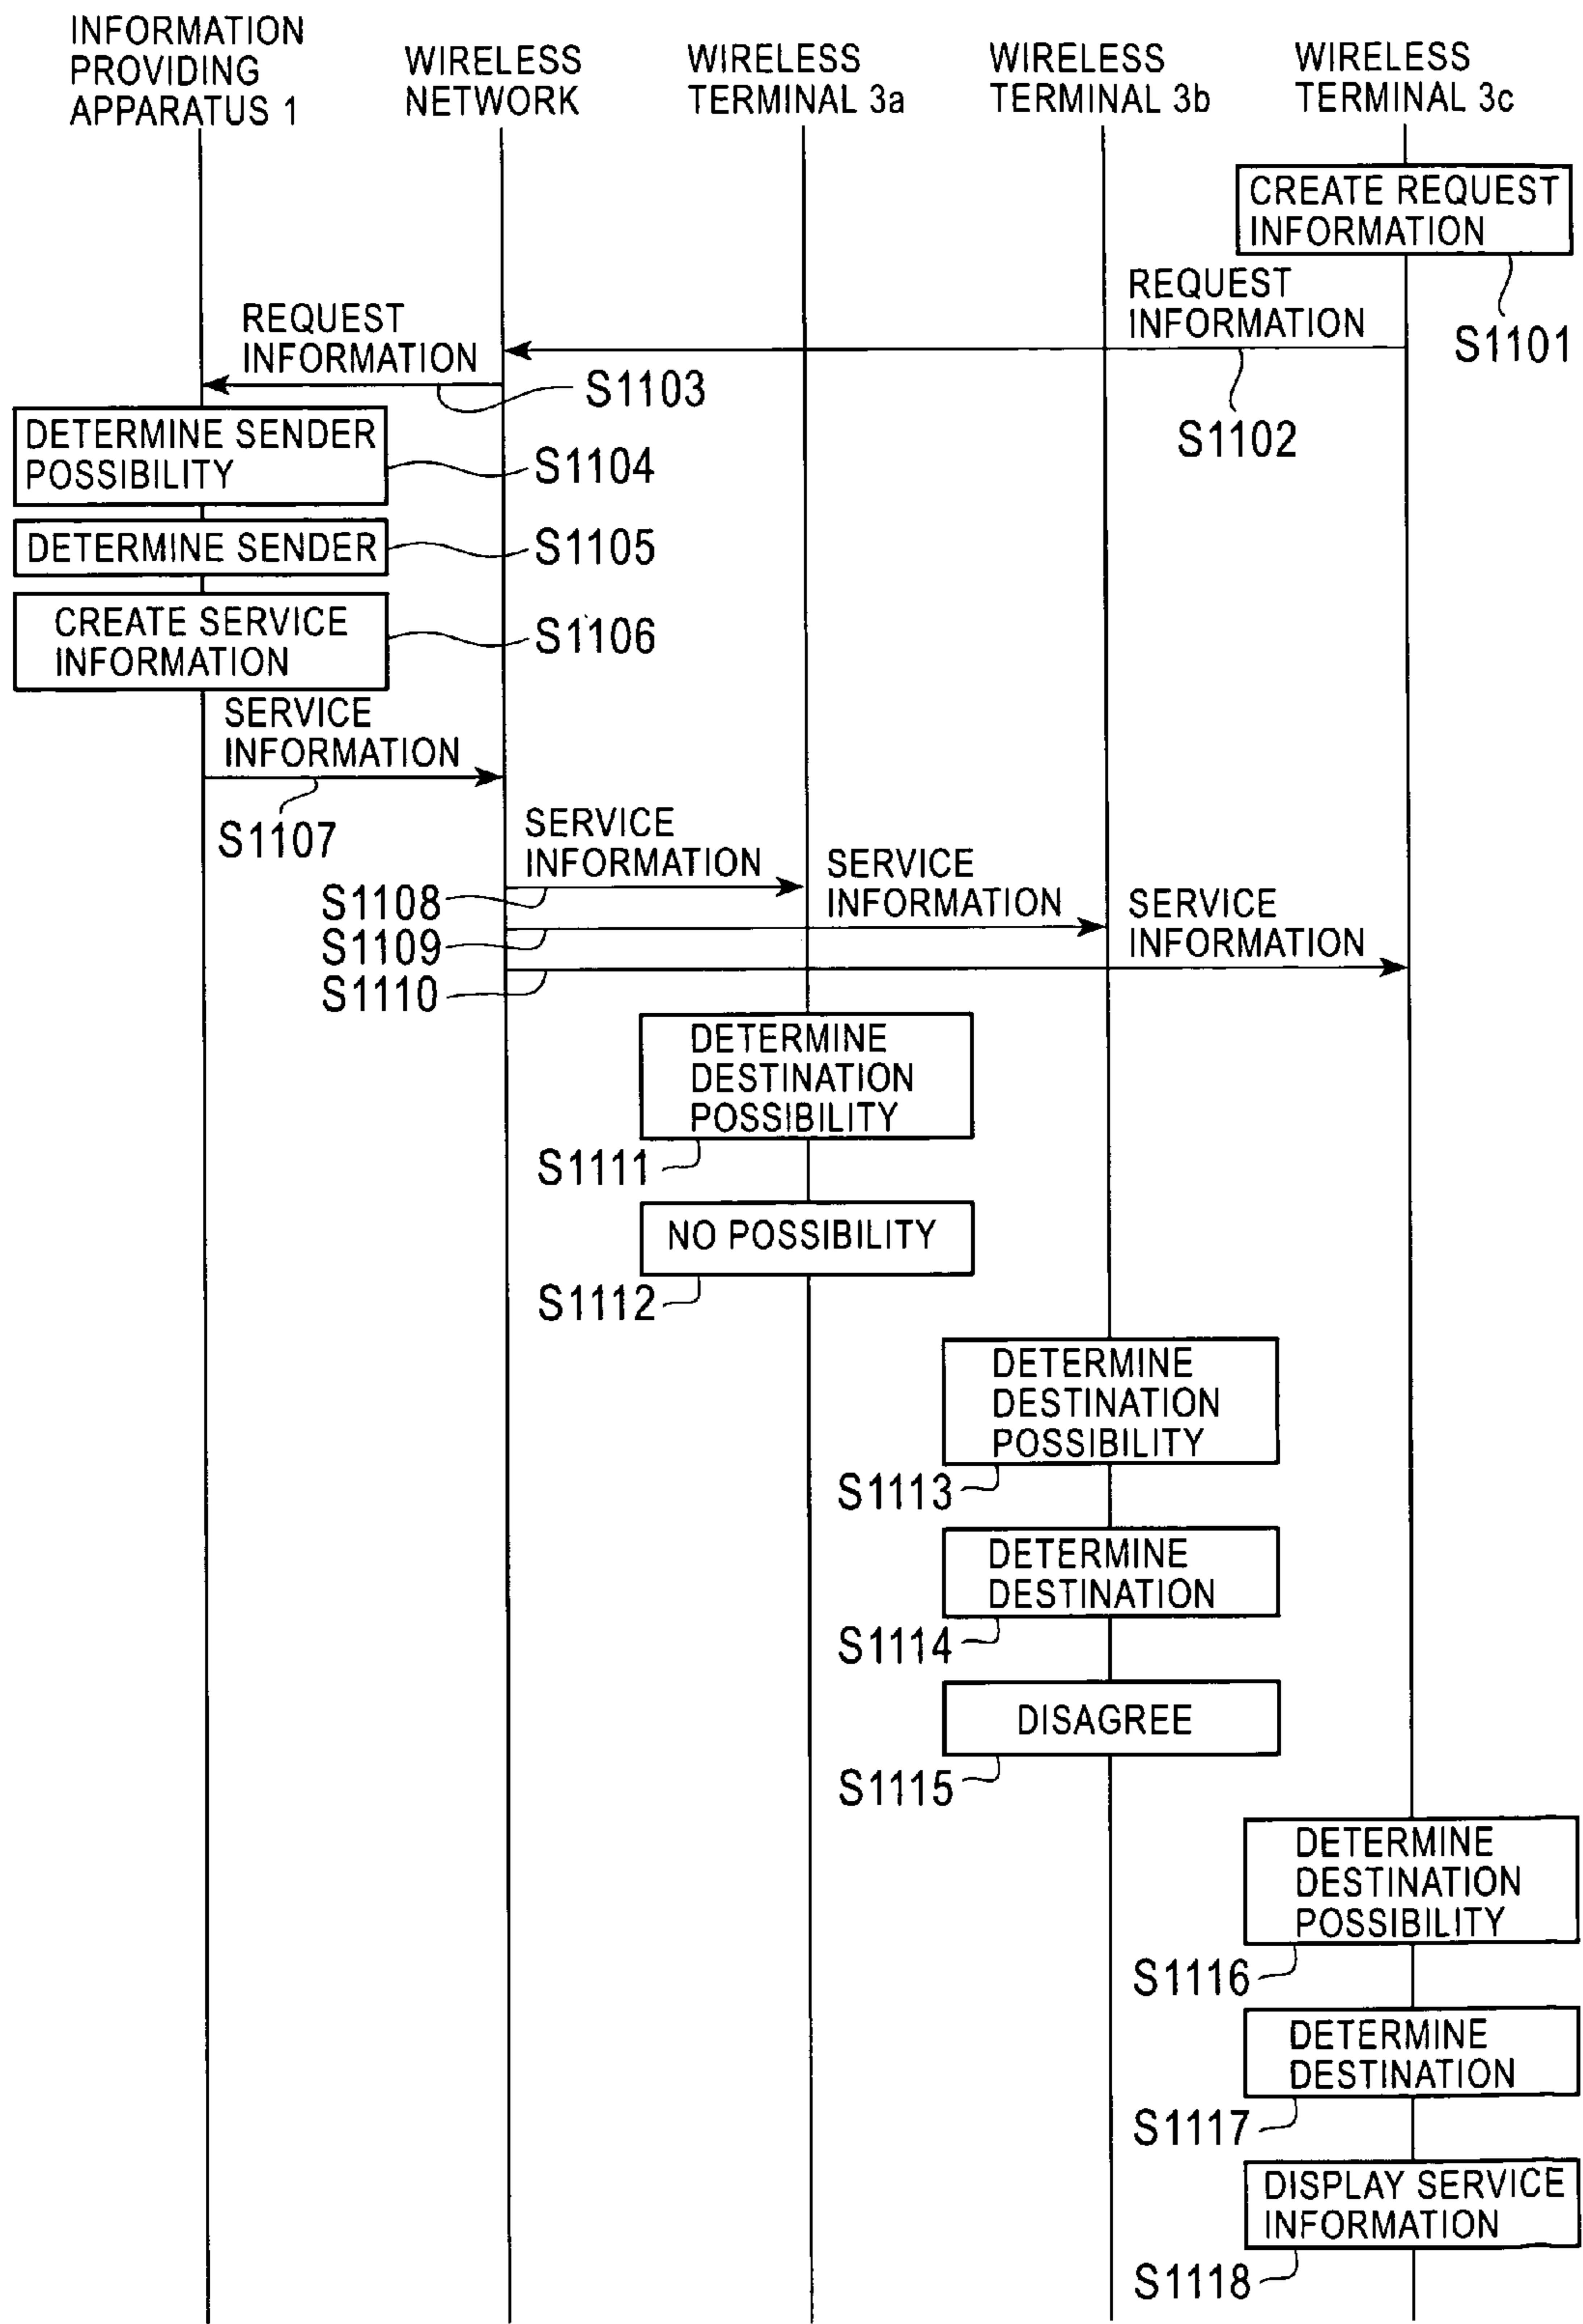 INFORMATION
PROVIDING
APPARATUS 1
WIRELESS
NETWORK
WIRELESS
TERMINAL 3a
WIRELESS
TERMINAL 3b
WIRELESS
TERMINAL 3c
CREATE REQUEST
INFORMATION
S1101
REQUEST
INFORMATION
S1102
REQUEST
INFORMATION
S1103
DETERMINE SENDER
POSSIBILITY
S1104
DETERMINE SENDER
S1105
CREATE SERVICE
INFORMATION
S1106
SERVICE
INFORMATION
S1107
SERVICE
INFORMATION
S1108
SERVICE
INFORMATION
S1109
SERVICE
INFORMATION
S1110
DETERMINE
DESTINATION
POSSIBILITY
S1111
NO POSSIBILITY
S1112
DETERMINE
DESTINATION
POSSIBILITY
S1113
DETERMINE
DESTINATION
S1114
DISAGREE
S1115
DETERMINE
DESTINATION
POSSIBILITY
S1116
DETERMINE
DESTINATION
S1117
DISPLAY SERVICE
INFORMATION
S1118